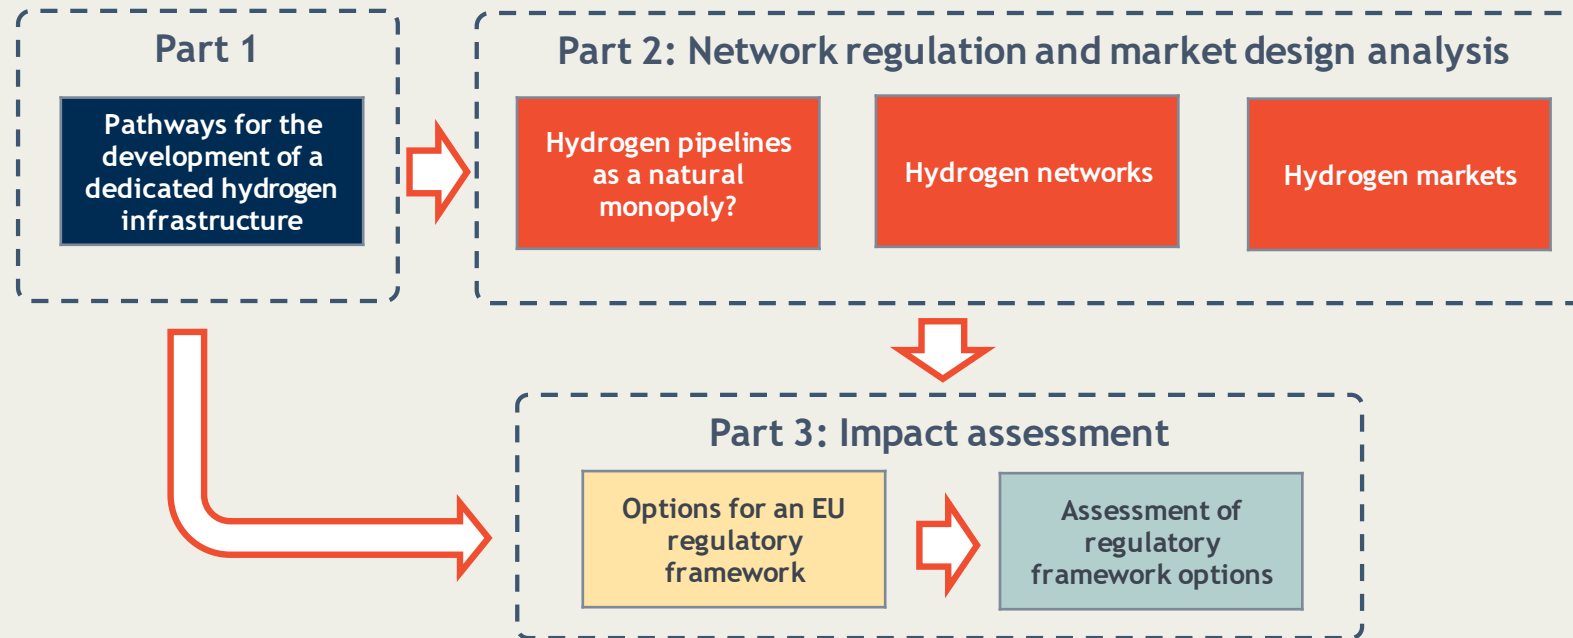 Part 1
Pathways for the
development of a
dedicated hydrogen
infrastructure
Part 2: Network regulation and market design analysis
Hydrogen pipelines
as a natural
monopoly?
Hydrogen networks
Hydrogen markets
Part 3: Impact assessment
Options for an EU
regulatory
framework
Assessment of
regulatory
framework options